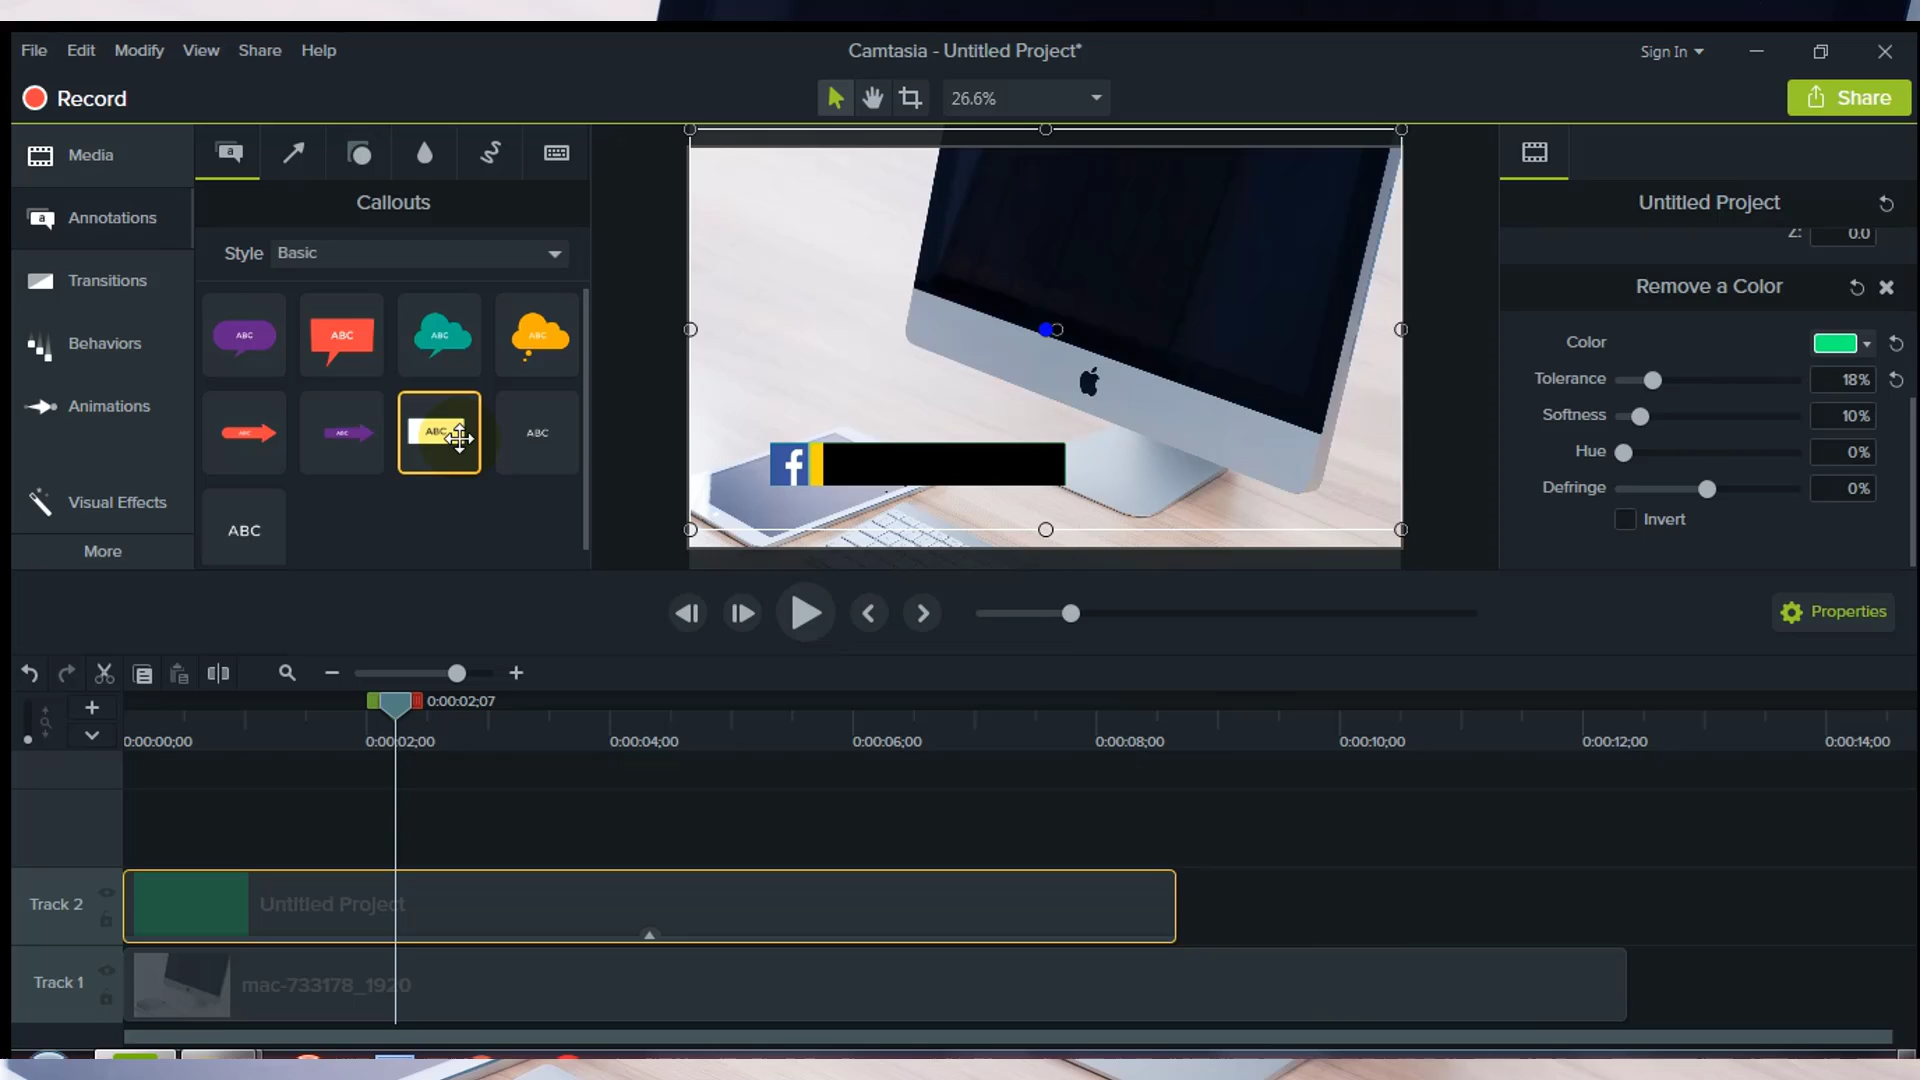 File Edit Modify View Share Help
Camtasia - Untitled Project*
Sign In
Record
26.6%
Share
Media
Annotations
Transitions
Behaviors
Animations
Visual Effects
More
Callouts
Style Basic
ABC ABC ABC ABC
ABC ABC ABC ABC
ABC
Untitled Project
Z: 0.0
Remove a Color
Color
Tolerance 18%
Softness 10%
Hue 0%
Defringe 0%
Invert
Properties
0:00:02;07
0:00:00;00 0:00:02;00 0:00:04;00 0:00:06;00 0:00:08;00 0:00:10;00 0:00:12;00 0:00:14;00
Track 2 Untitled Project
Track 1 mac-733178_1920